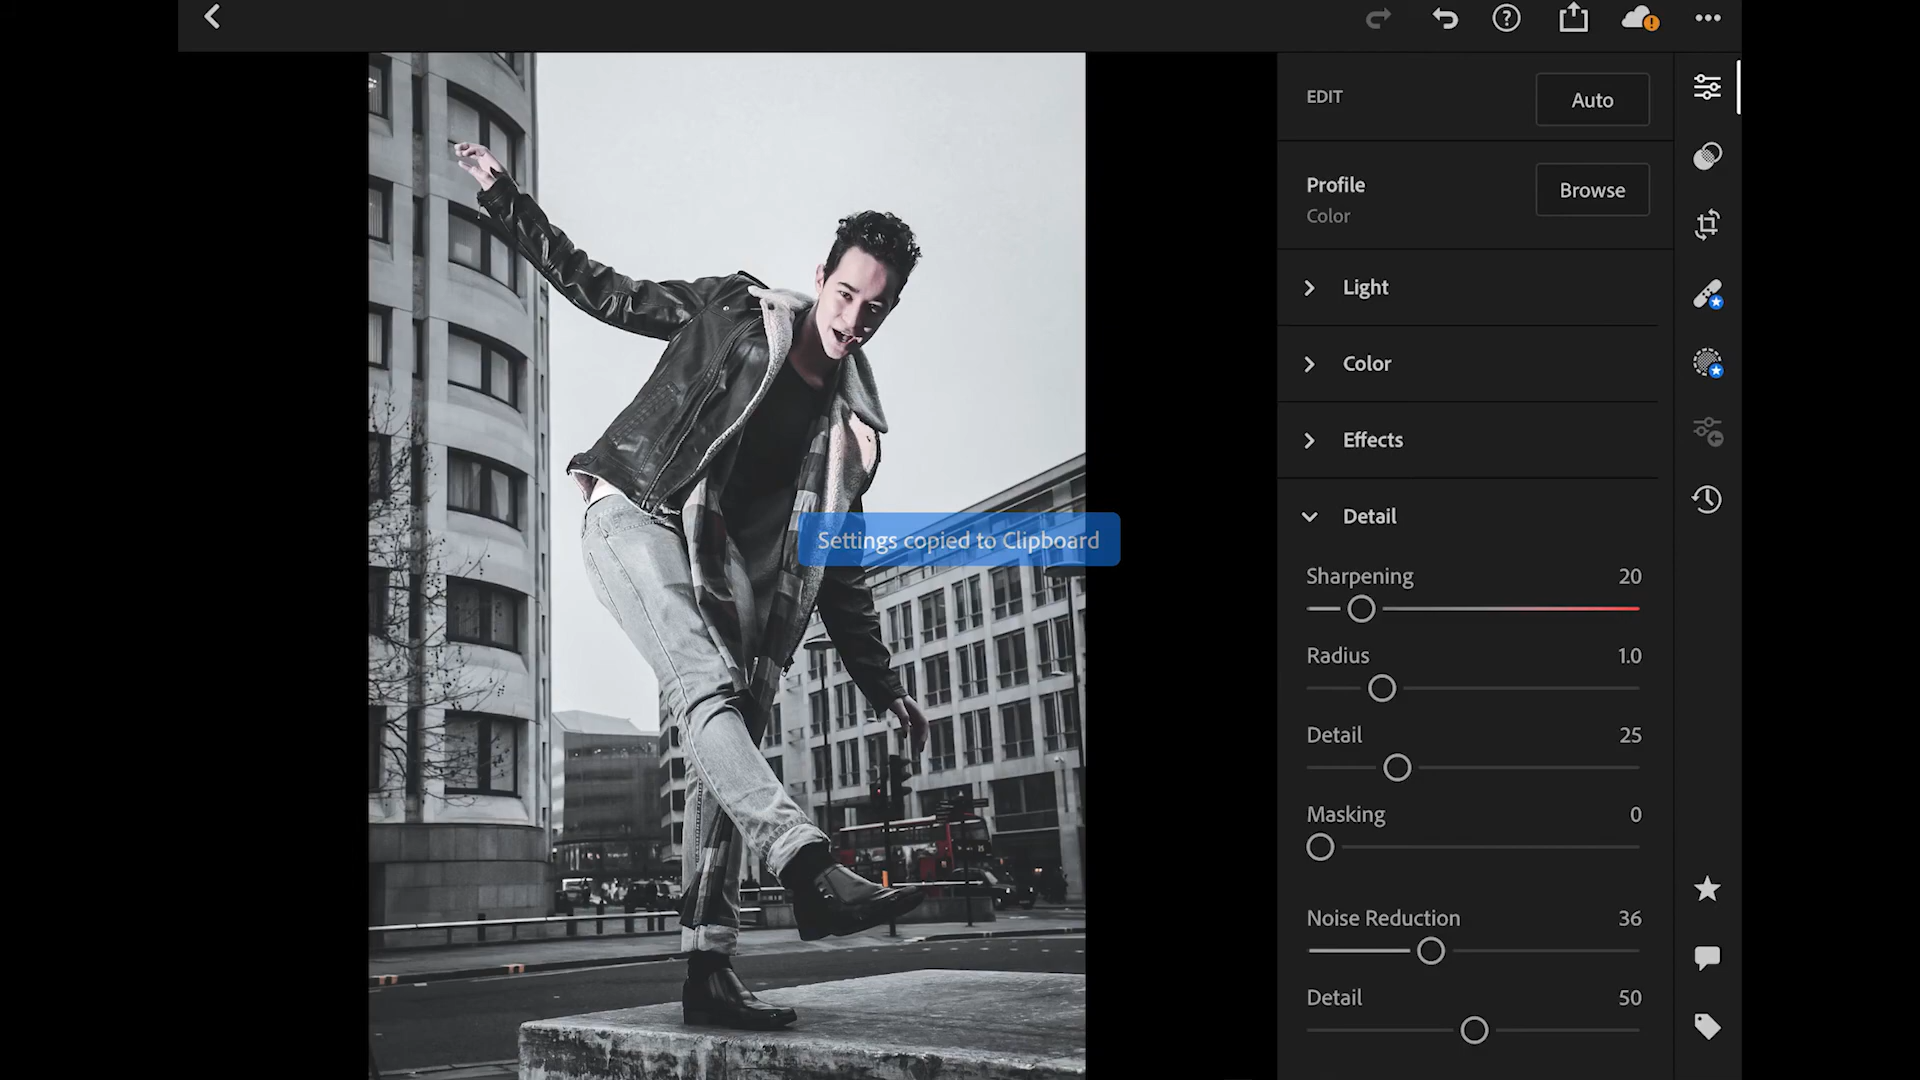 EDIT
Auto
Profile
Color
Browse
Light
Color
Effects
Settings copied to Clipboard
Detail
Sharpening 20
Radius 1.0
Detail 25
Masking 0
Noise Reduction 36
Detail 50